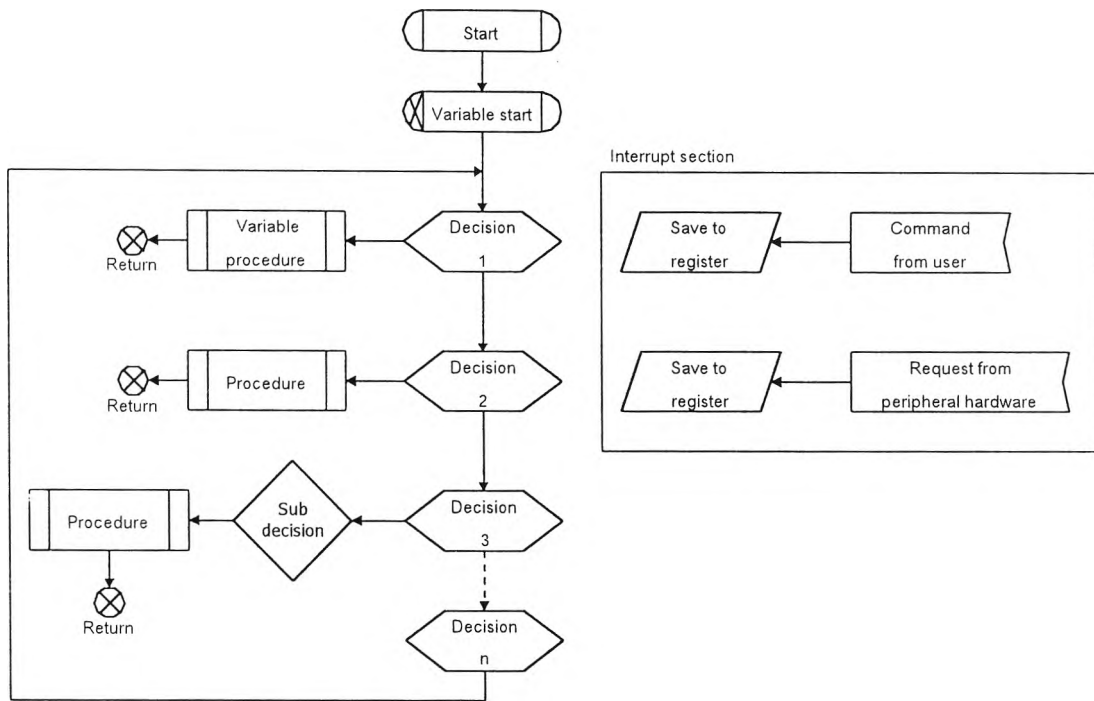 Start
Variable start
Interrupt section
Variable
procedure
Return
Decision
1
Save to
register
Command
from user
Procedure
Return
Decision
2
Save to
register
Request from
peripheral hardware
Procedure
Return
Sub
decision
Decision
3
Decision
n